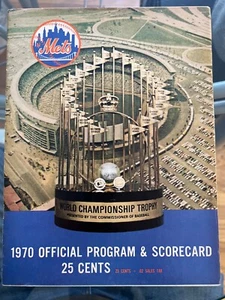 Mets
WORLD CHAMPIONSHIP TROPHY
PRESENTED BY THE COMMISSIONER OF BASEBALL
1970 OFFICIAL PROGRAM & SCORECARD
25 CENTS